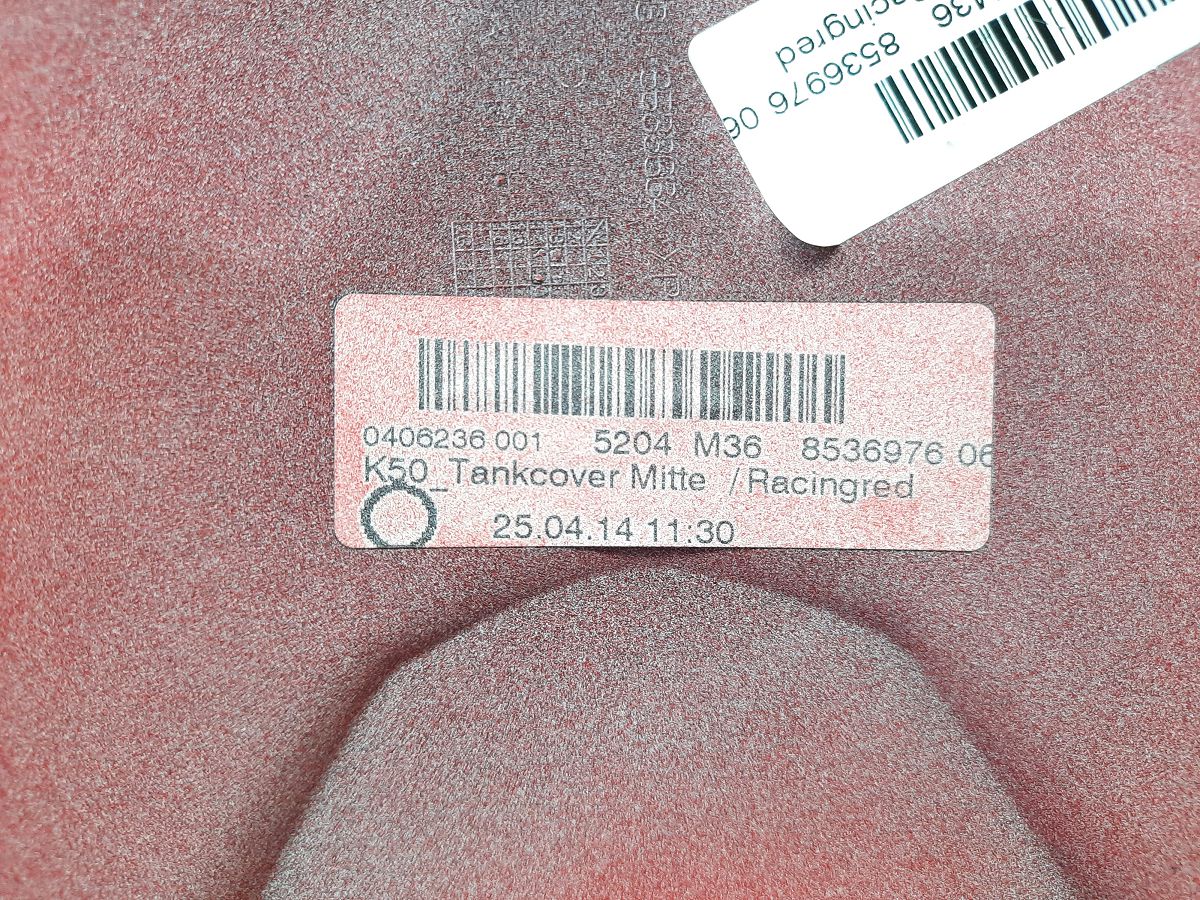 M36 8536976 06
Racingred
0406236 001 5204 M36 8536976 06
K50_Tankcover Mitte /Racingred
25.04.14 11:30